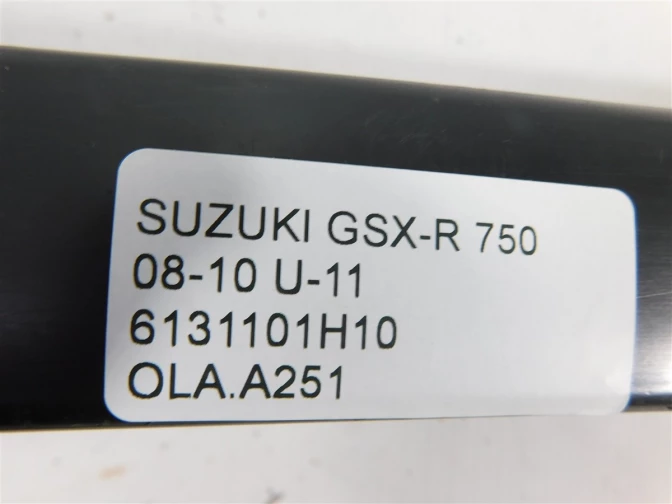 SUZUKI GSX-R 750
08-10 U-11
6131101H10
OLA.A251